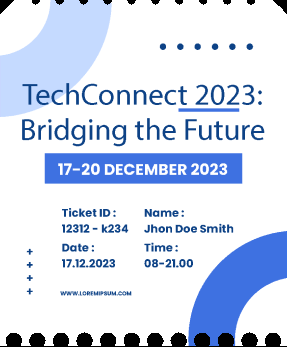 TechConnect 2023:
Bridging the Future
17-20 DECEMBER 2023
Ticket ID : Name :
12312 - k234 Jhon Doe Smith
Date : Time :
17.12.2023 08-21.00
WWW.LOREMIPSUM.COM